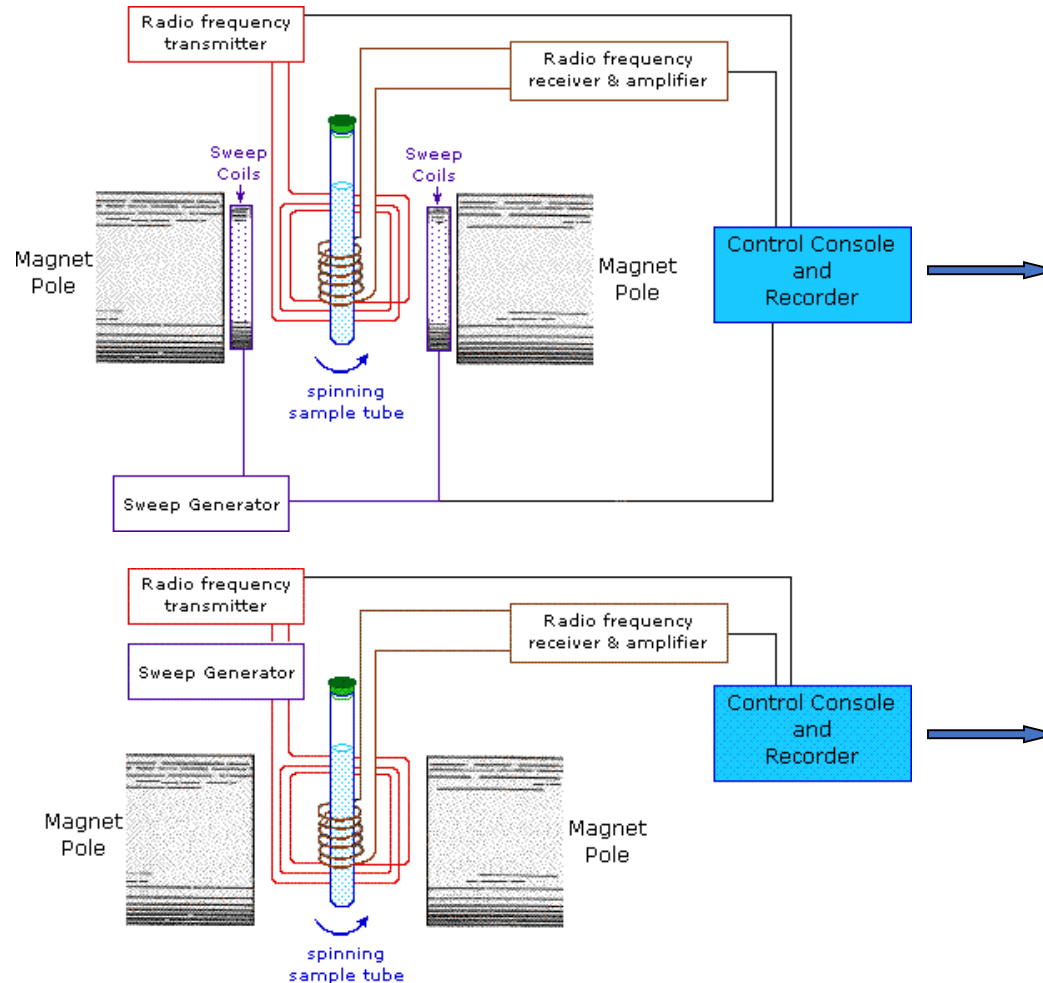 Radio frequency
transmitter
Radio frequency
receiver & amplifier
Sweep
Coils
Sweep
Coils
Magnet
Pole
Magnet
Pole
Control Console
and
Recorder
spinning
sample tube
Sweep Generator
Radio frequency
transmitter
Radio frequency
receiver & amplifier
Sweep Generator
Control Console
and
Recorder
Magnet
Pole
Magnet
Pole
spinning
sample tube